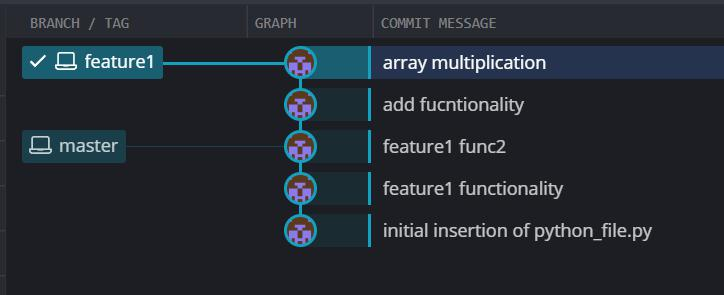 BRANCH / TAG GRAPH COMMIT MESSAGE
feature1 array multiplication
add fucntionality
master feature1 func2
feature1 functionality
initial insertion of python_file.py